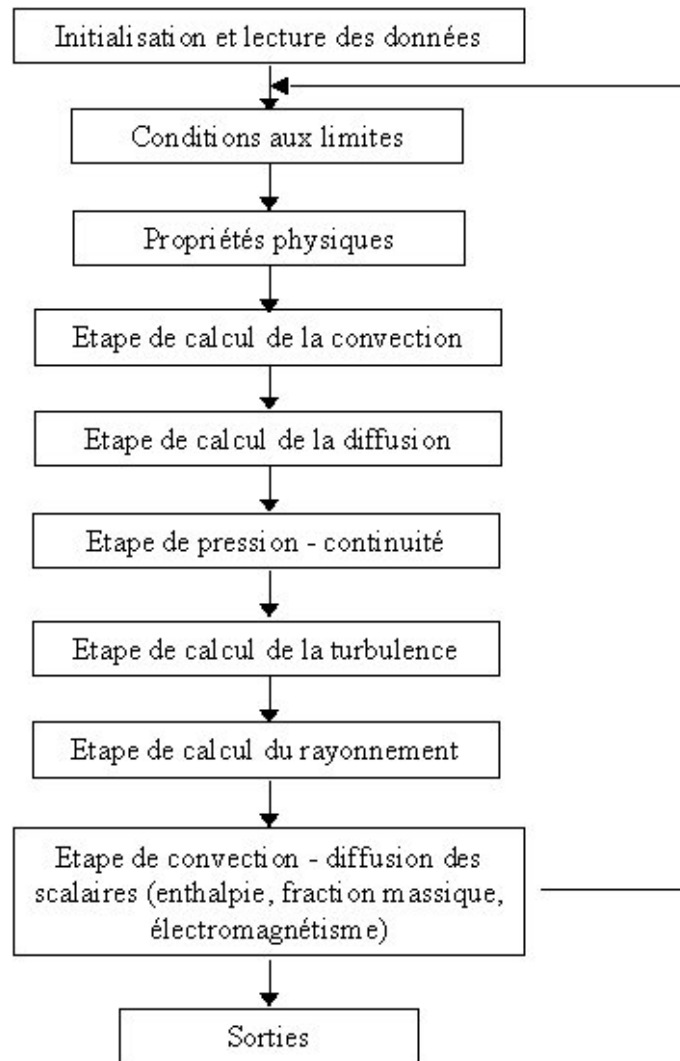 Initialisation et lecture des données
Conditions aux limites
Propriétés physiques
Etape de calcul de la convection
Etape de calcul de la diffusion
Etape de pression - continuité
Etape de calcul de la turbulence
Etape de calcul du rayonnement
Etape de convection - diffusion des
scalaires (enthalpie, fraction massique,
électromagnétisme)
Sorties